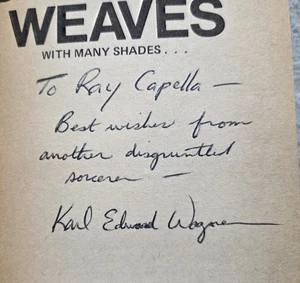 WEAVES
WITH MANY SHADES . . .
To Ray Capella —
Best wishes from
another disgruntled
sorcerer —
Karl Edward Wagner